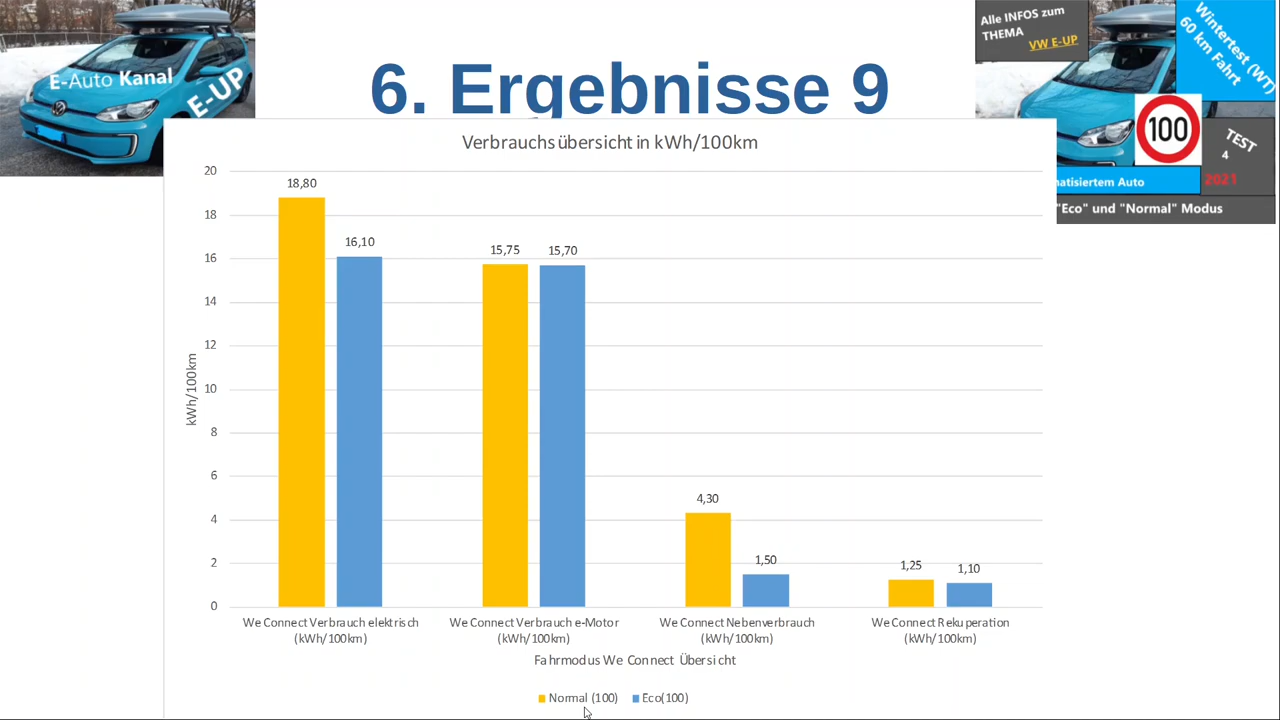 E-Auto Kanal
E-UP
6. Ergebnisse 9
Alle INFOS zum
THEMA
VW E-UP
Wintertest (WT)
60 km Fahrt
100
TEST
4
2021
matisiertem Auto
"Eco" und "Normal" Modus
Verbrauchsübersicht in kWh/100km
kWh/100km
20
18
16
14
12
10
8
6
4
2
0
18,80
16,10
15,75
15,70
4,30
1,50
1,25
1,10
We Connect Verbrauch elektrisch
(kWh/100km)
We Connect Verbrauch e-Motor
(kWh/100km)
We Connect Nebenverbrauch
(kWh/100km)
We Connect Rekuperation
(kWh/100km)
Fahrmodus We Connect Übersicht
Normal (100)
Eco(100)